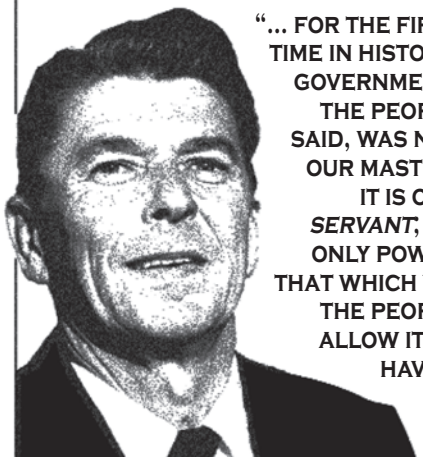 “... FOR THE FIR
TIME IN HISTO
GOVERNME
THE PEOP
SAID, WAS N
OUR MAST
IT IS O
SERVANT;
ONLY POW
THAT WHICH
THE PEOP
ALLOW IT
HAV